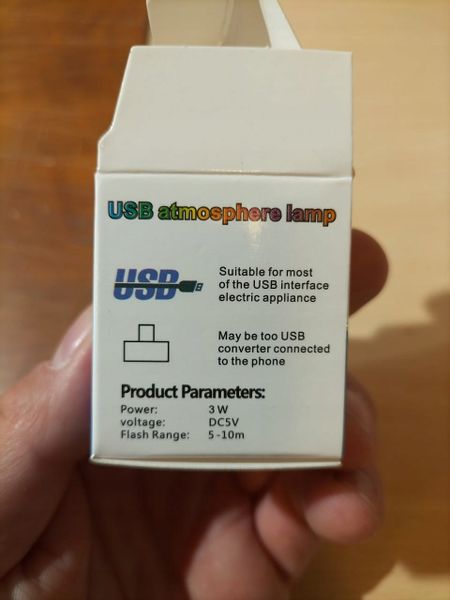 USB atmosphere lamp
USB
Suitable for most
of the USB interface
electric appliance
May be too USB
converter connected
to the phone
Product Parameters:
Power: 3 W
voltage: DC5V
Flash Range: 5-10m